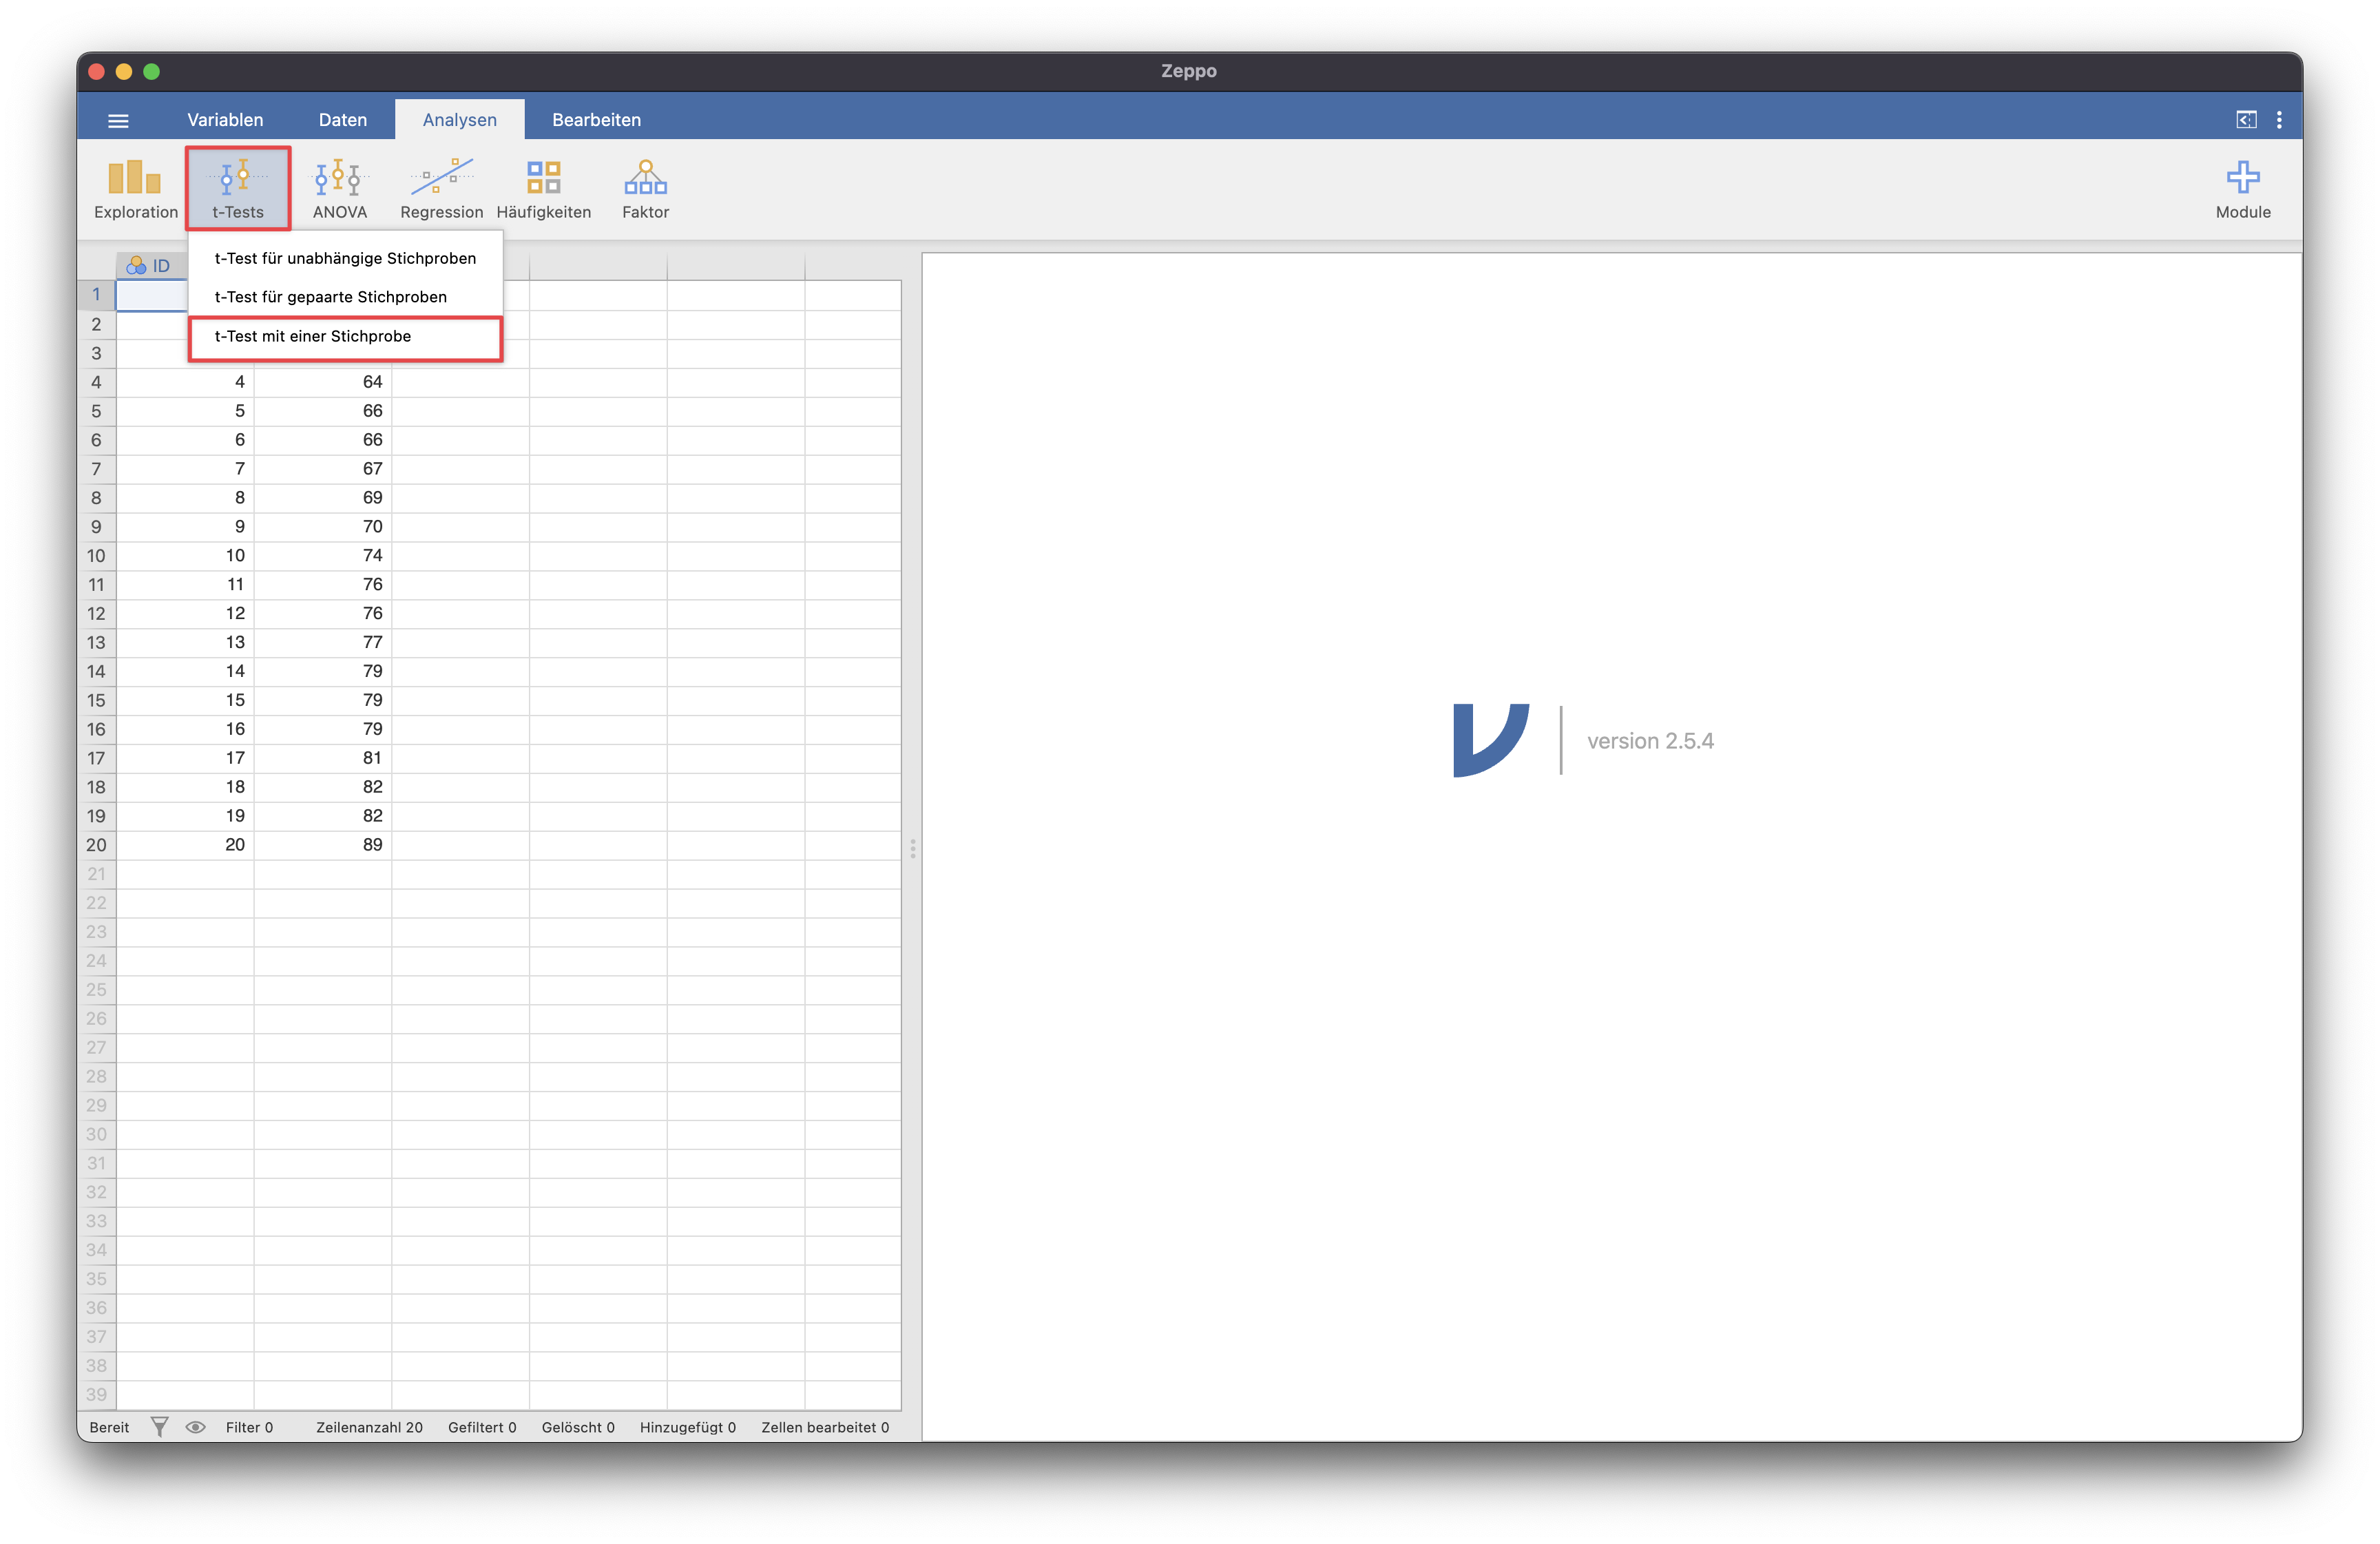 Zeppo
Variablen Daten Analysen Bearbeiten
Exploration t-Tests ANOVA Regression Häufigkeiten Faktor Module
t-Test für unabhängige Stichproben
t-Test für gepaarte Stichproben
t-Test mit einer Stichprobe
ID
1
2
3
4 4 64
5 5 66
6 6 66
7 7 67
8 8 69
9 9 70
10 10 74
11 11 76
12 12 76
13 13 77
14 14 79
15 15 79
16 16 79
17 17 81
18 18 82
19 19 82
20 20 89
21
22
23
24
25
26
27
28
29
30
31
32
33
34
35
36
37
38
39
version 2.5.4
Bereit Filter 0 Zeilenanzahl 20 Gefiltert 0 Gelöscht 0 Hinzugefügt 0 Zellen bearbeitet 0